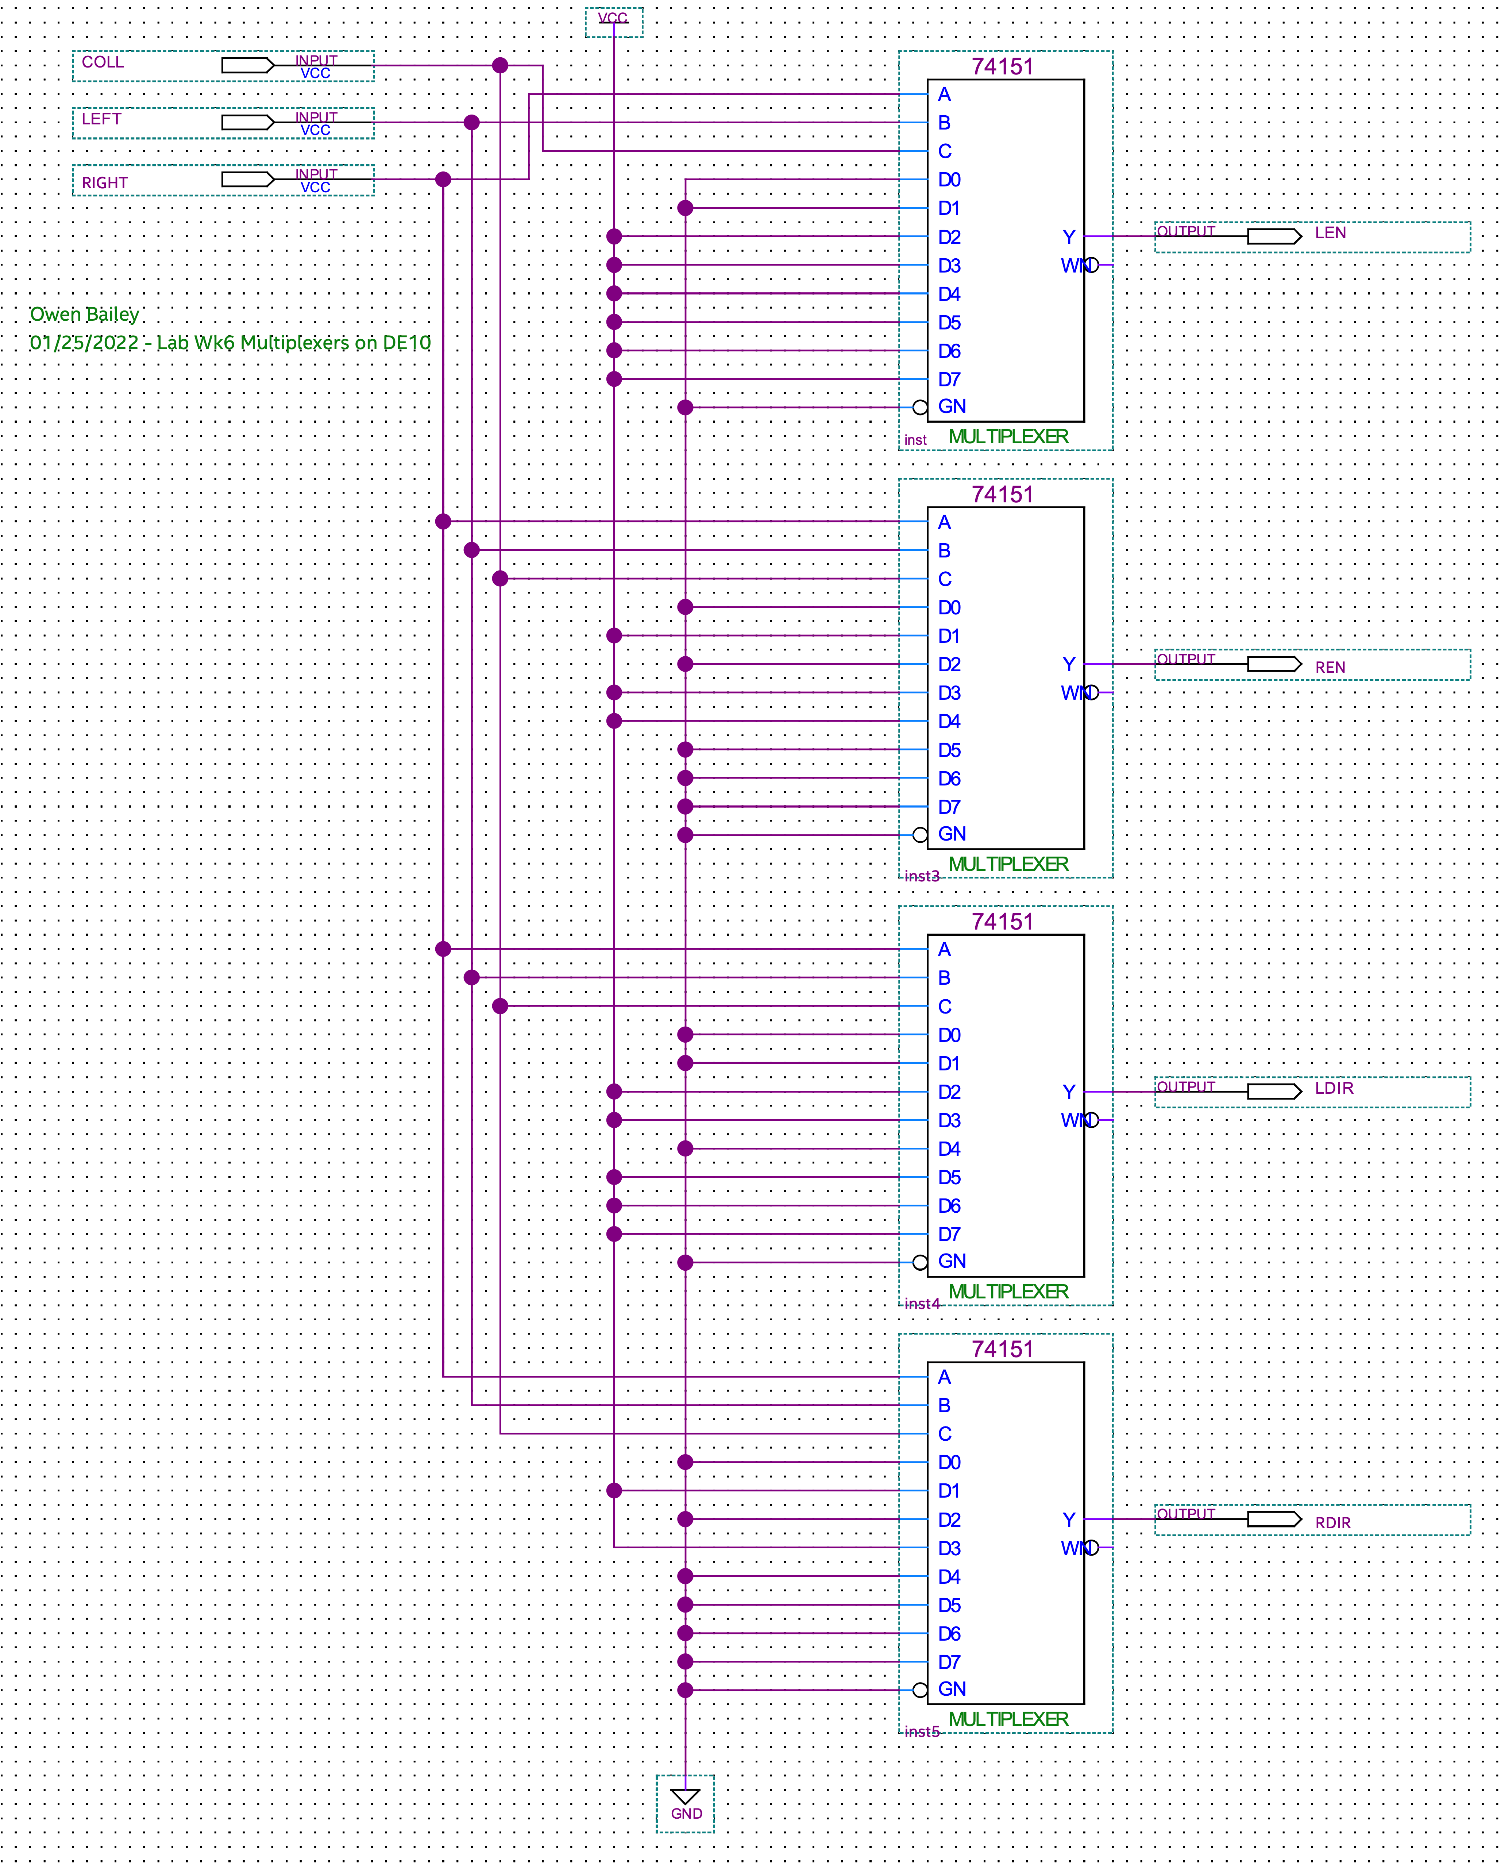 VCC
COLL
INPUT
VCC
LEFT
INPUT
VCC
RIGHT
INPUT
VCC
Owen Bailey
01/25/2022 - Lab Wk6 Multiplexers on DE10
74151
A
B
C
D0
D1
D2
D3
D4
D5
D6
D7
GN
Y
WN
inst
MULTIPLEXER
OUTPUT
LEN
74151
A
B
C
D0
D1
D2
D3
D4
D5
D6
D7
GN
Y
WN
inst3
MULTIPLEXER
OUTPUT
REN
74151
A
B
C
D0
D1
D2
D3
D4
D5
D6
D7
GN
Y
WN
inst4
MULTIPLEXER
OUTPUT
LDIR
74151
A
B
C
D0
D1
D2
D3
D4
D5
D6
D7
GN
Y
WN
inst5
MULTIPLEXER
OUTPUT
RDIR
GND